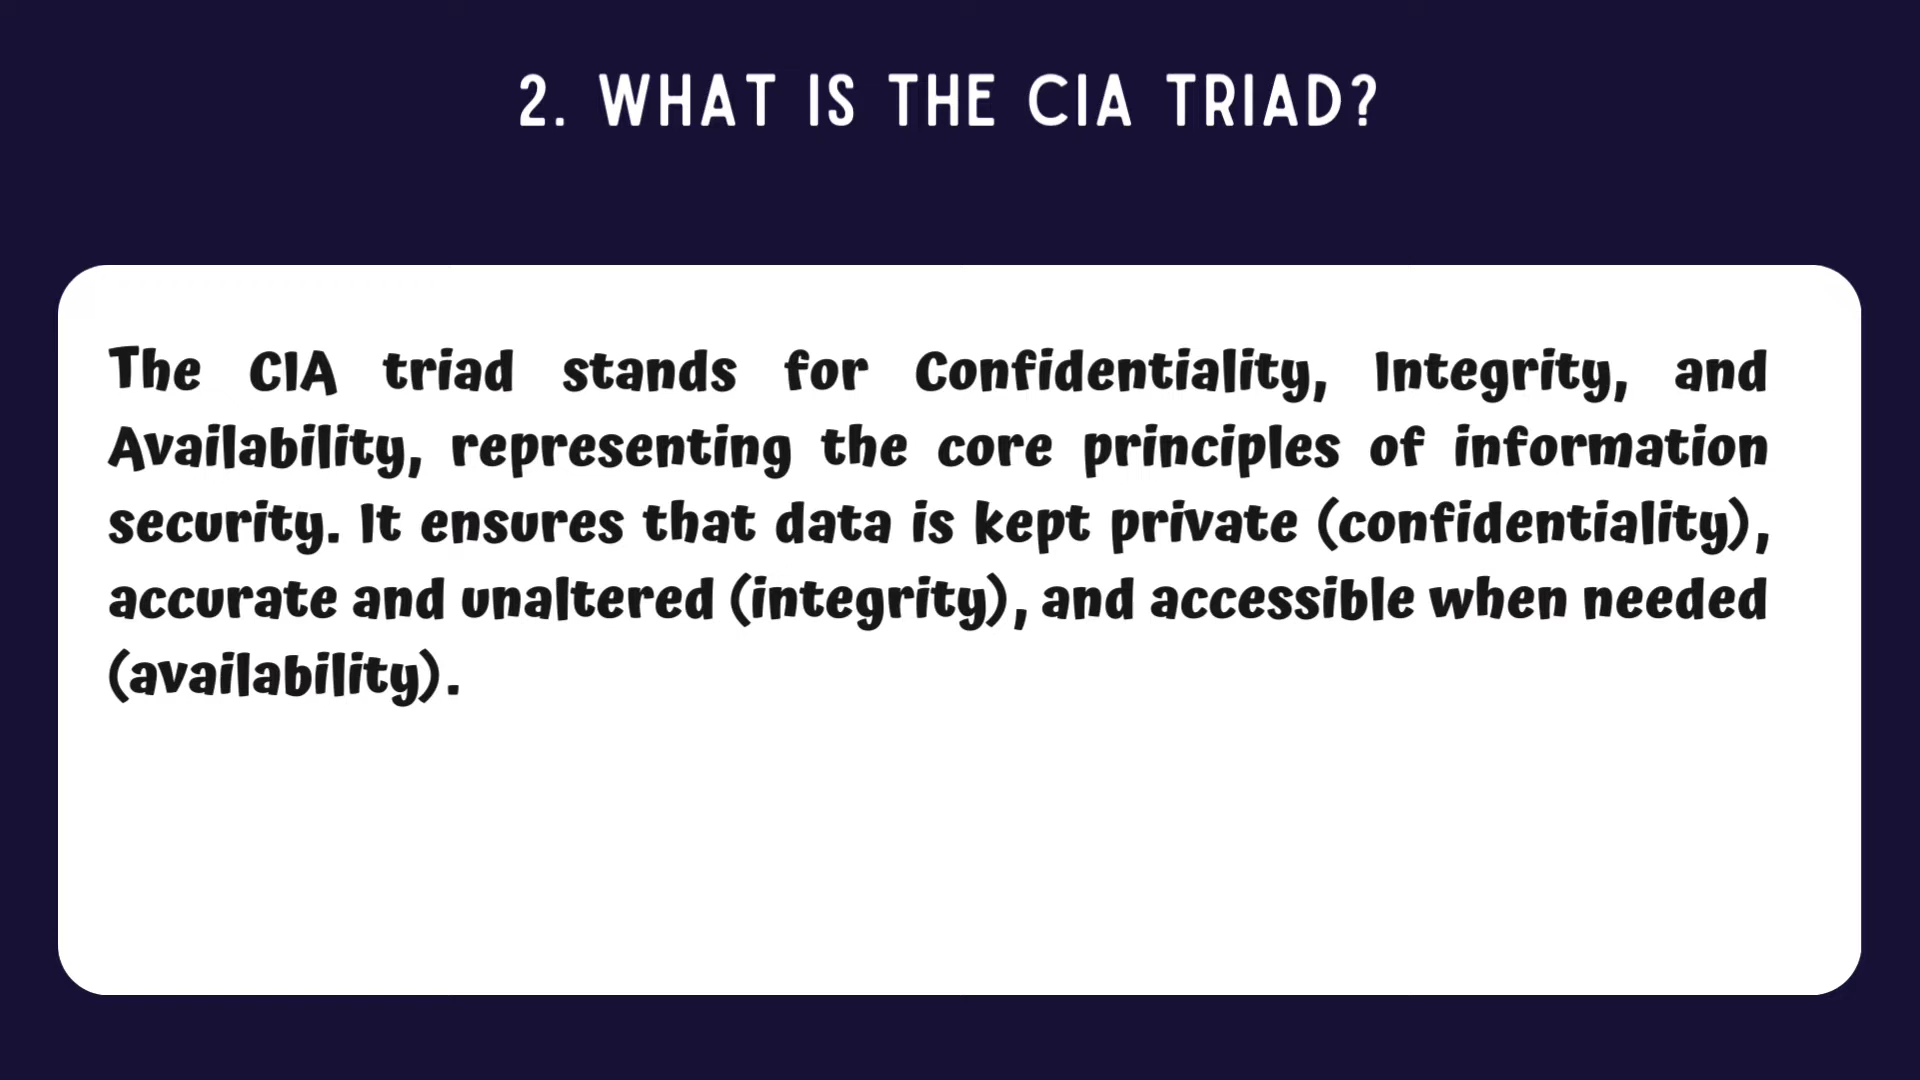 2. WHAT IS THE CIA TRIAD?
The CIA triad stands for Confidentiality, Integrity, and
Availability, representing the core principles of information
security. It ensures that data is kept private (confidentiality),
accurate and unaltered (integrity), and accessible when needed
(availability).